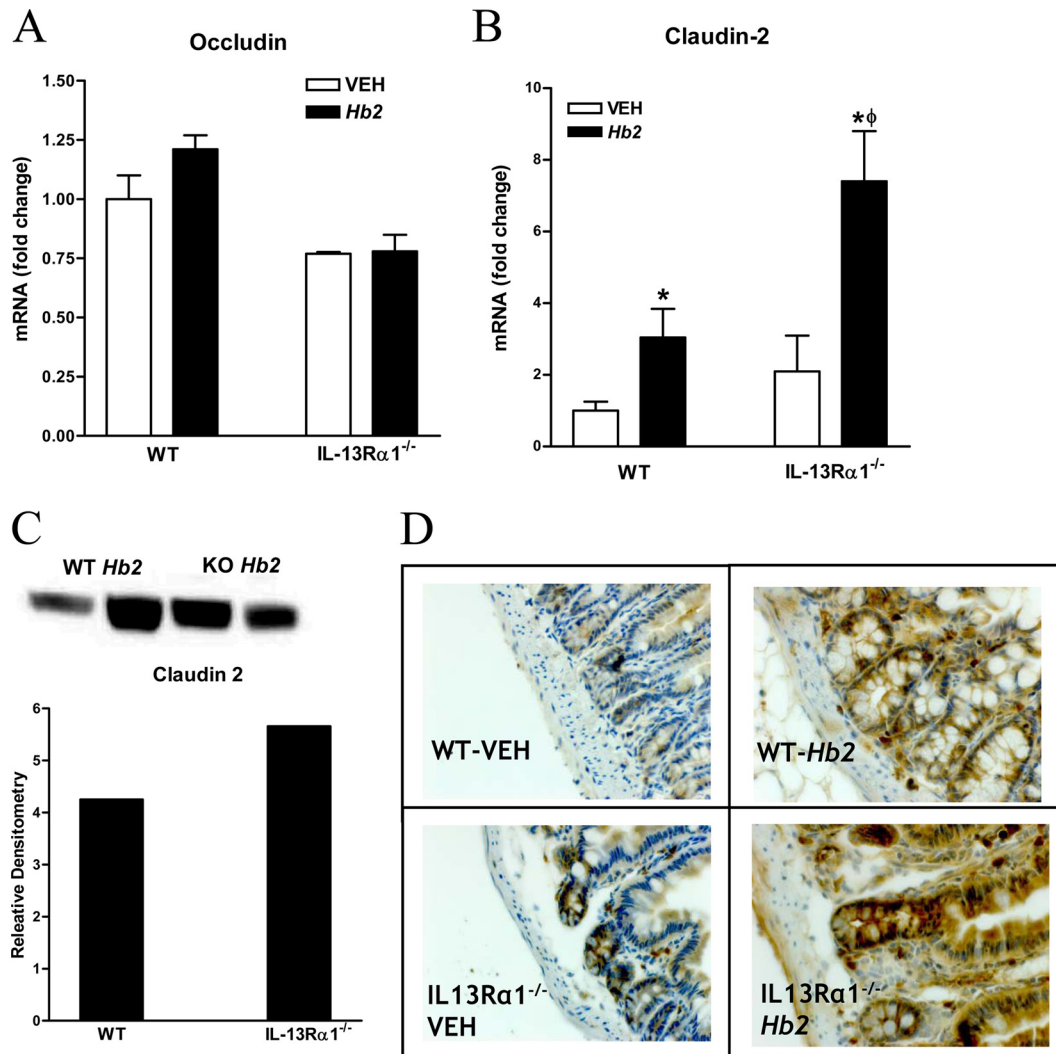 A
Occludin
VEH
Hb2
mRNA (fold change)
1.50
1.25
1.00
0.75
0.50
0.25
0.00
WT
IL-13Rα1-/-
B
Claudin-2
VEH
Hb2
mRNA (fold change)
10
8
6
4
2
0
*
*ϕ
WT
IL-13Rα1-/-
C
WT Hb2 KO Hb2
Claudin 2
Releative Densitometry
6
5
4
3
2
1
0
WT
IL-13Rα1-/-
D
WT-VEH
WT-Hb2
IL13Rα1-/-
VEH
IL13Rα1-/-
Hb2